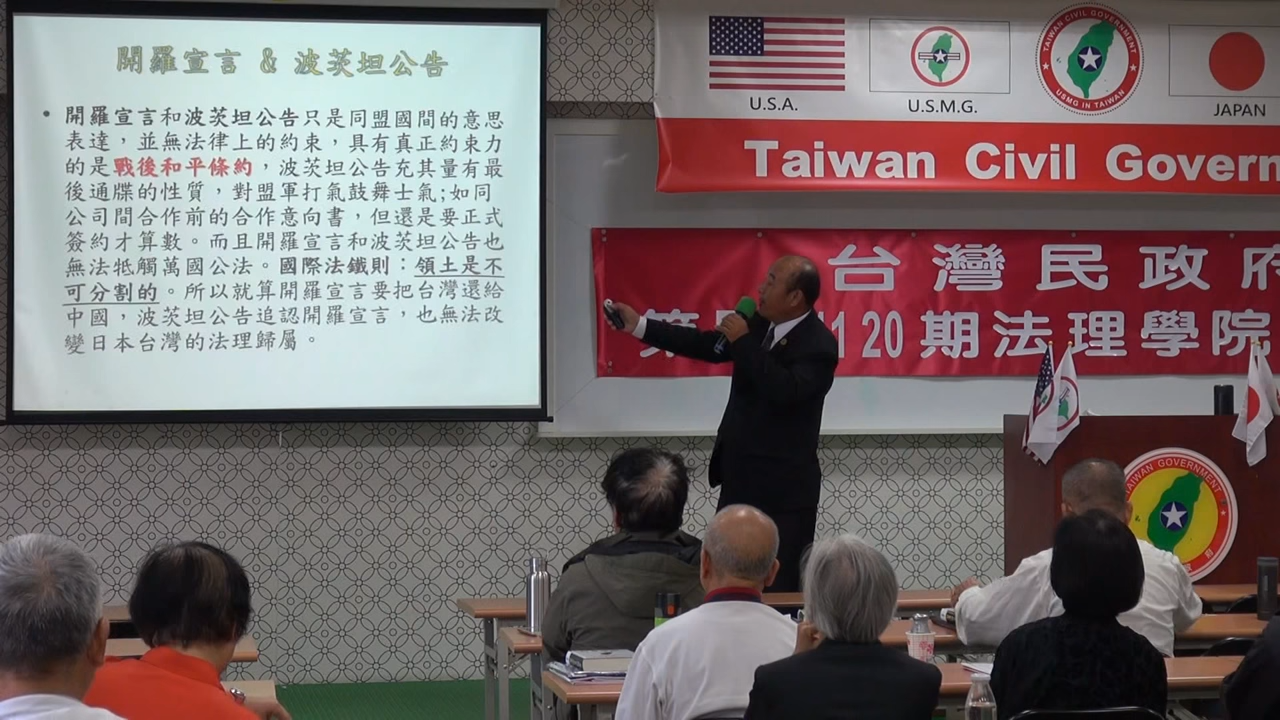 開羅宣言 & 波茨坦公告
• 開羅宣言和波茨坦公告只是同盟國間的意思
表達，並無法律上的約束，具有真正約束力
的是戰後和平條約，波茨坦公告充其量有最
後通牒的性質，對盟軍打氣鼓舞士氣;如同
公司間合作前的合作意向書，但還是要正式
簽約才算數。而且開羅宣言和波茨坦公告也
無法牴觸萬國公法。國際法鐵則：領土是不
可分割的。所以就算開羅宣言要把台灣還給
中國，波茨坦公告追認開羅宣言，也無法改
變日本台灣的法理歸屬。
U.S.A.
U.S.M.G.
TAIWAN CIVIL GOVERNMENT
USMG IN TAIWAN
JAPAN
Taiwan Civil Govern
台灣民政府
第 120期法理學院
TAIWAN GOVERNMENT